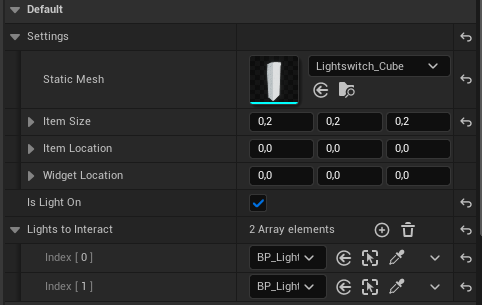 Default
Settings
Static Mesh
Lightswitch_Cube
Item Size 0,2 0,2 0,2
Item Location 0,0 0,0 0,0
Widget Location 0,0 0,0 0,0
Is Light On
Lights to Interact 2 Array elements
Index [ 0 ] BP_Light
Index [ 1 ] BP_Light